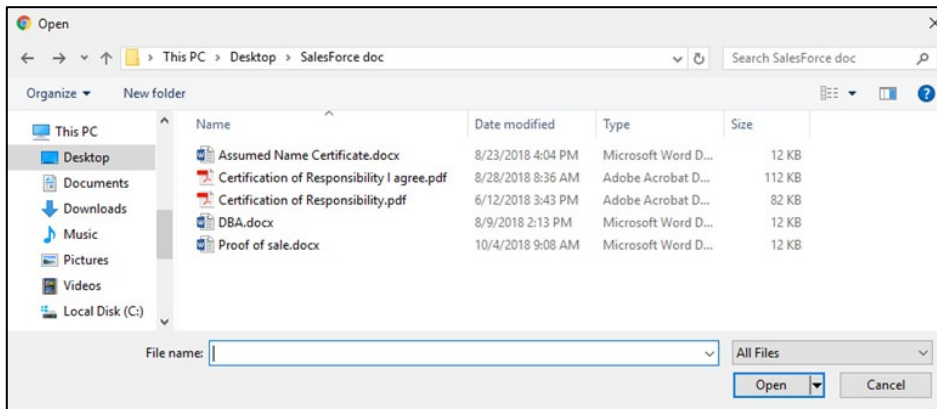 Open
This PC > Desktop > SalesForce doc
Search SalesForce doc
Organize
New folder
This PC
Desktop
Documents
Downloads
Music
Pictures
Videos
Local Disk (C:)
Name Date modified Type Size
Assumed Name Certificate.docx 8/23/2018 4:04 PM Microsoft Word D... 12 KB
Certification of Responsibility I agree.pdf 8/28/2018 8:36 AM Adobe Acrobat D... 112 KB
Certification of Responsibility.pdf 6/12/2018 3:43 PM Adobe Acrobat D... 82 KB
DBA.docx 8/9/2018 2:13 PM Microsoft Word D... 12 KB
Proof of sale.docx 10/4/2018 9:08 AM Microsoft Word D... 12 KB
File name:
All Files
Open
Cancel